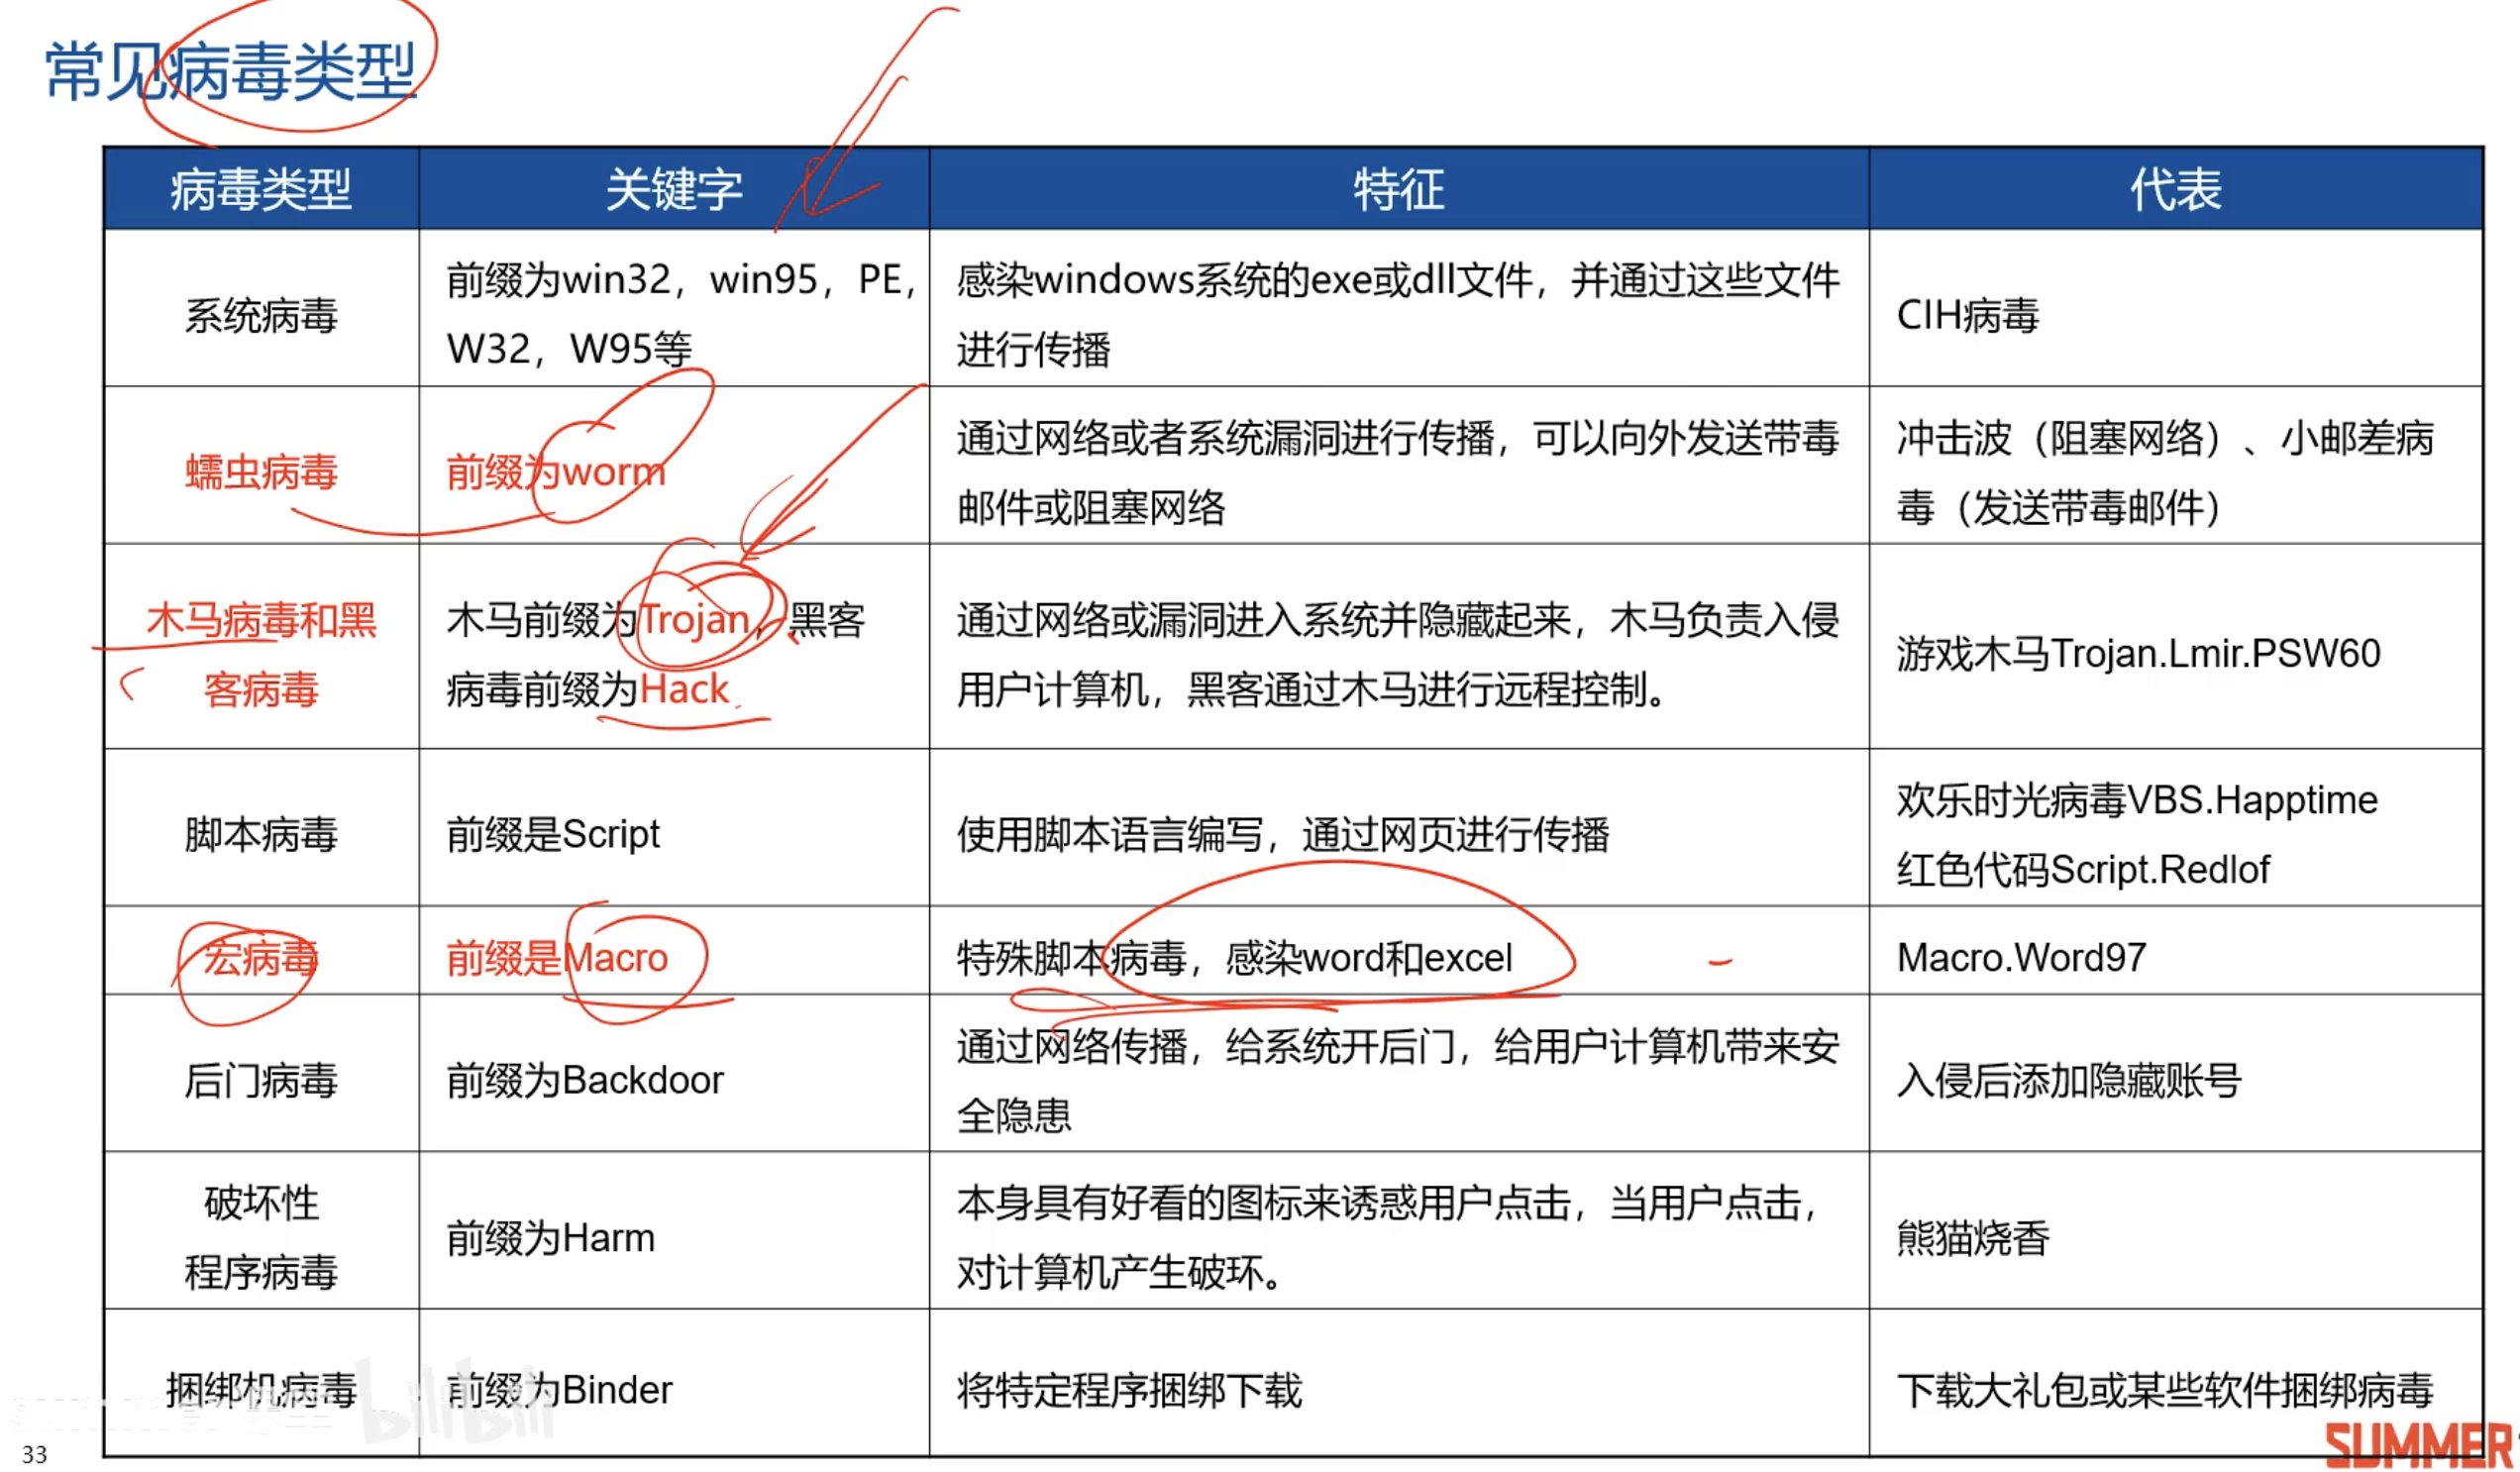 常见病毒类型
病毒类型 关键字 特征 代表
系统病毒
前缀为win32，win95，PE，
W32，W95等
感染windows系统的exe或dll文件，并通过这些文件
进行传播
CIH病毒
蠕虫病毒
前缀为worm
通过网络或者系统漏洞进行传播，可以向外发送带毒
邮件或阻塞网络
冲击波（阻塞网络）、小邮差病
毒（发送带毒邮件）
木马病毒和黑
客病毒
木马前缀为Trojan，黑客
病毒前缀为Hack
通过网络或漏洞进入系统并隐藏起来，木马负责入侵
用户计算机，黑客通过木马进行远程控制。
游戏木马Trojan.Lmir.PSW60
脚本病毒
前缀是Script
使用脚本语言编写，通过网页进行传播
欢乐时光病毒VBS.Happtime
红色代码Script.Redlof
宏病毒
前缀是Macro
特殊脚本病毒，感染word和excel
Macro.Word97
后门病毒
前缀为Backdoor
通过网络传播，给系统开后门，给用户计算机带来安
全隐患
入侵后添加隐藏账号
破坏性
程序病毒
前缀为Harm
本身具有好看的图标来诱惑用户点击，当用户点击，
对计算机产生破环。
熊猫烧香
捆绑机病毒
前缀为Binder
将特定程序捆绑下载
下载大礼包或某些软件捆绑病毒
bilibili
SUMMER
33